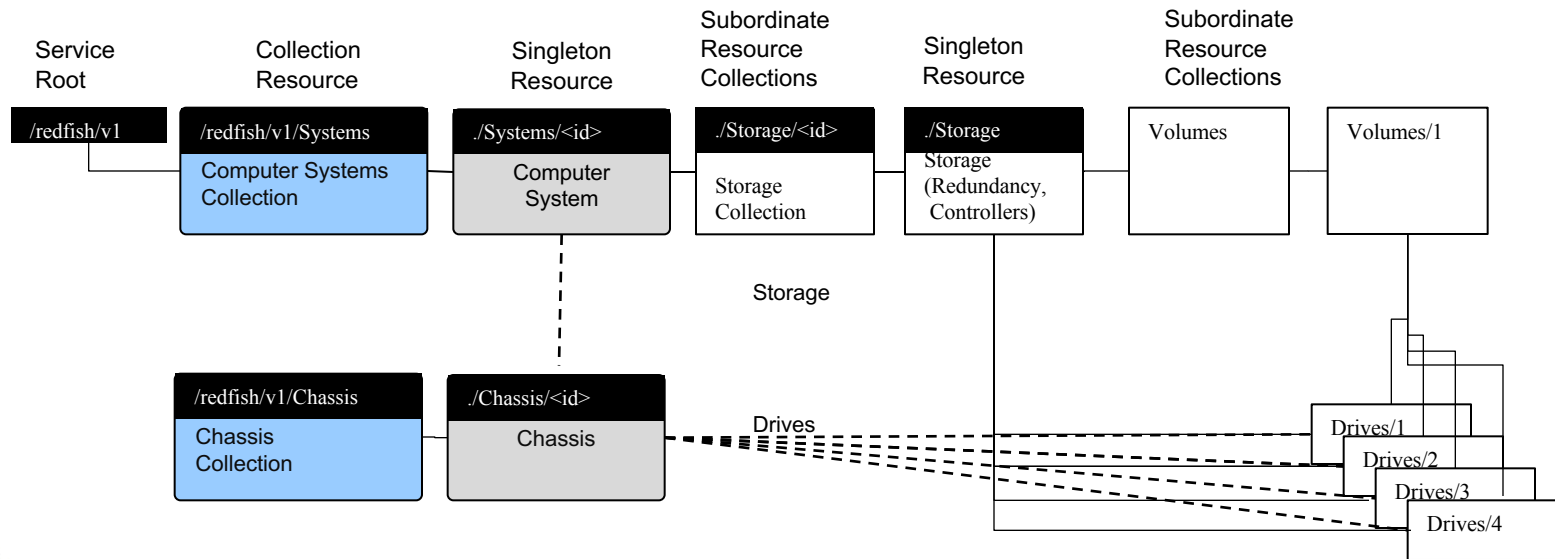 Service
Root
Collection
Resource
Singleton
Resource
Subordinate
Resource
Collections
Singleton
Resource
Subordinate
Resource
Collections
/redfish/v1
/redfish/v1/Systems
Computer Systems
Collection
./Systems/<id>
Computer
System
./Storage/<id>
Storage
Collection
./Storage
Storage
(Redundancy,
Controllers)
Volumes
Volumes/1
Storage
/redfish/v1/Chassis
Chassis
Collection
./Chassis/<id>
Chassis
Drives
Drives/1
Drives/2
Drives/3
Drives/4